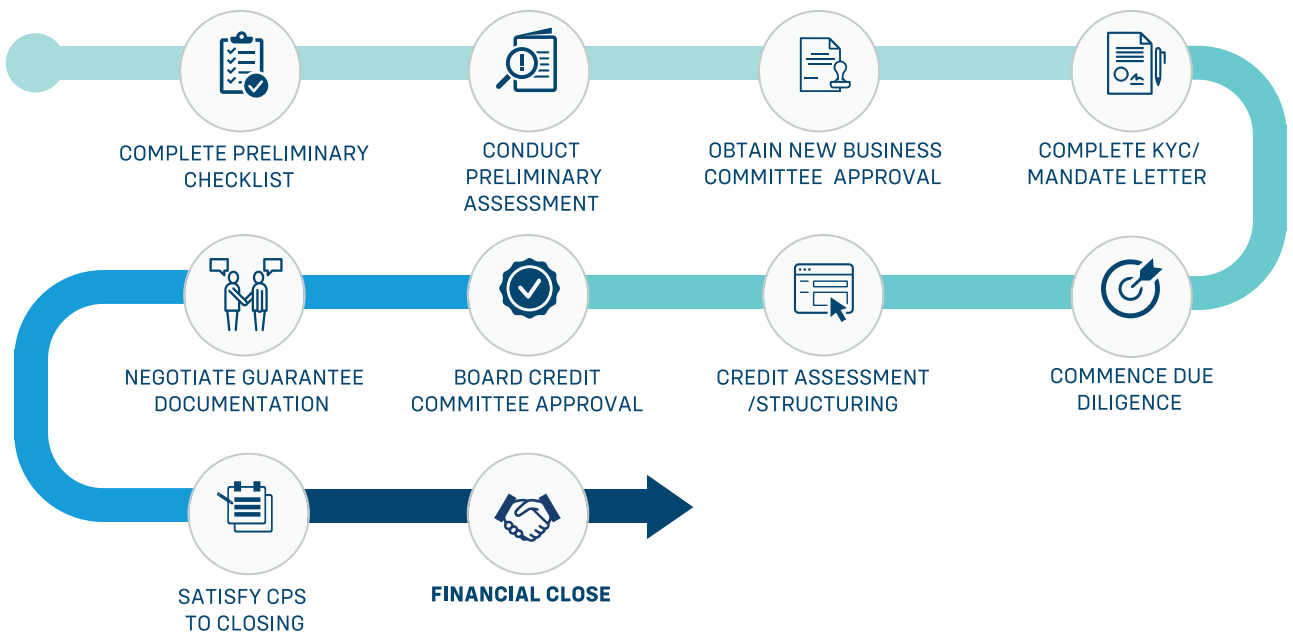 COMPLETE PRELIMINARY
CHECKLIST
CONDUCT
PRELIMINARY
ASSESSMENT
OBTAIN NEW BUSINESS
COMMITTEE APPROVAL
COMPLETE KYC/
MANDATE LETTER
NEGOTIATE GUARANTEE
DOCUMENTATION
BOARD CREDIT
COMMITTEE APPROVAL
CREDIT ASSESSMENT
/STRUCTURING
COMMENCE DUE
DILIGENCE
SATISFY CPS
TO CLOSING
FINANCIAL CLOSE